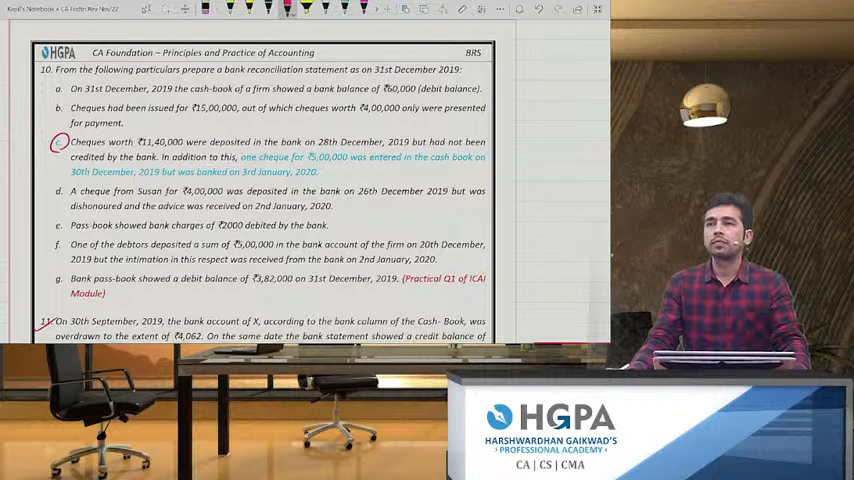 Kapil's Notebook » CA Fndtn Rev Nov'22
HGPA CA Foundation – Principles and Practice of Accounting BRS
10. From the following particulars prepare a bank reconciliation statement as on 31st December 2019:
a. On 31st December, 2019 the cash-book of a firm showed a bank balance of ₹60,000 (debit balance).
b. Cheques had been issued for ₹15,00,000, out of which cheques worth ₹4,00,000 only were presented
for payment.
c. Cheques worth ₹11,40,000 were deposited in the bank on 28th December, 2019 but had not been
credited by the bank. In addition to this, one cheque for ₹5,00,000 was entered in the cash book on
30th December, 2019 but was banked on 3rd January, 2020.
d. A cheque from Susan for ₹4,00,000 was deposited in the bank on 26th December 2019 but was
dishonoured and the advice was received on 2nd January, 2020.
e. Pass-book showed bank charges of ₹2000 debited by the bank.
f. One of the debtors deposited a sum of ₹5,00,000 in the bank account of the firm on 20th December,
2019 but the intimation in this respect was received from the bank on 2nd January, 2020.
g. Bank pass-book showed a debit balance of ₹3,82,000 on 31st December, 2019. (Practical Q1 of ICAI
Module)
11. On 30th September, 2019, the bank account of X, according to the bank column of the Cash- Book, was
overdrawn to the extent of ₹4,062. On the same date the bank statement showed a credit balance of
HGPA
HARSHWARDHAN GAIKWAD'S
PROFESSIONAL ACADEMY
CA | CS | CMA